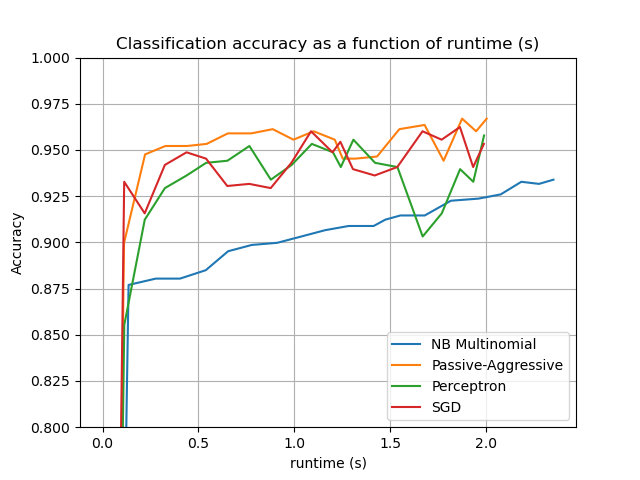 Classification accuracy as a function of runtime (s)
1.000
0.975
0.950
0.925
0.900
0.875
0.850
0.825
0.800
Accuracy
NB Multinomial
Passive-Aggressive
Perceptron
SGD
0.0 0.5 1.0 1.5 2.0
runtime (s)